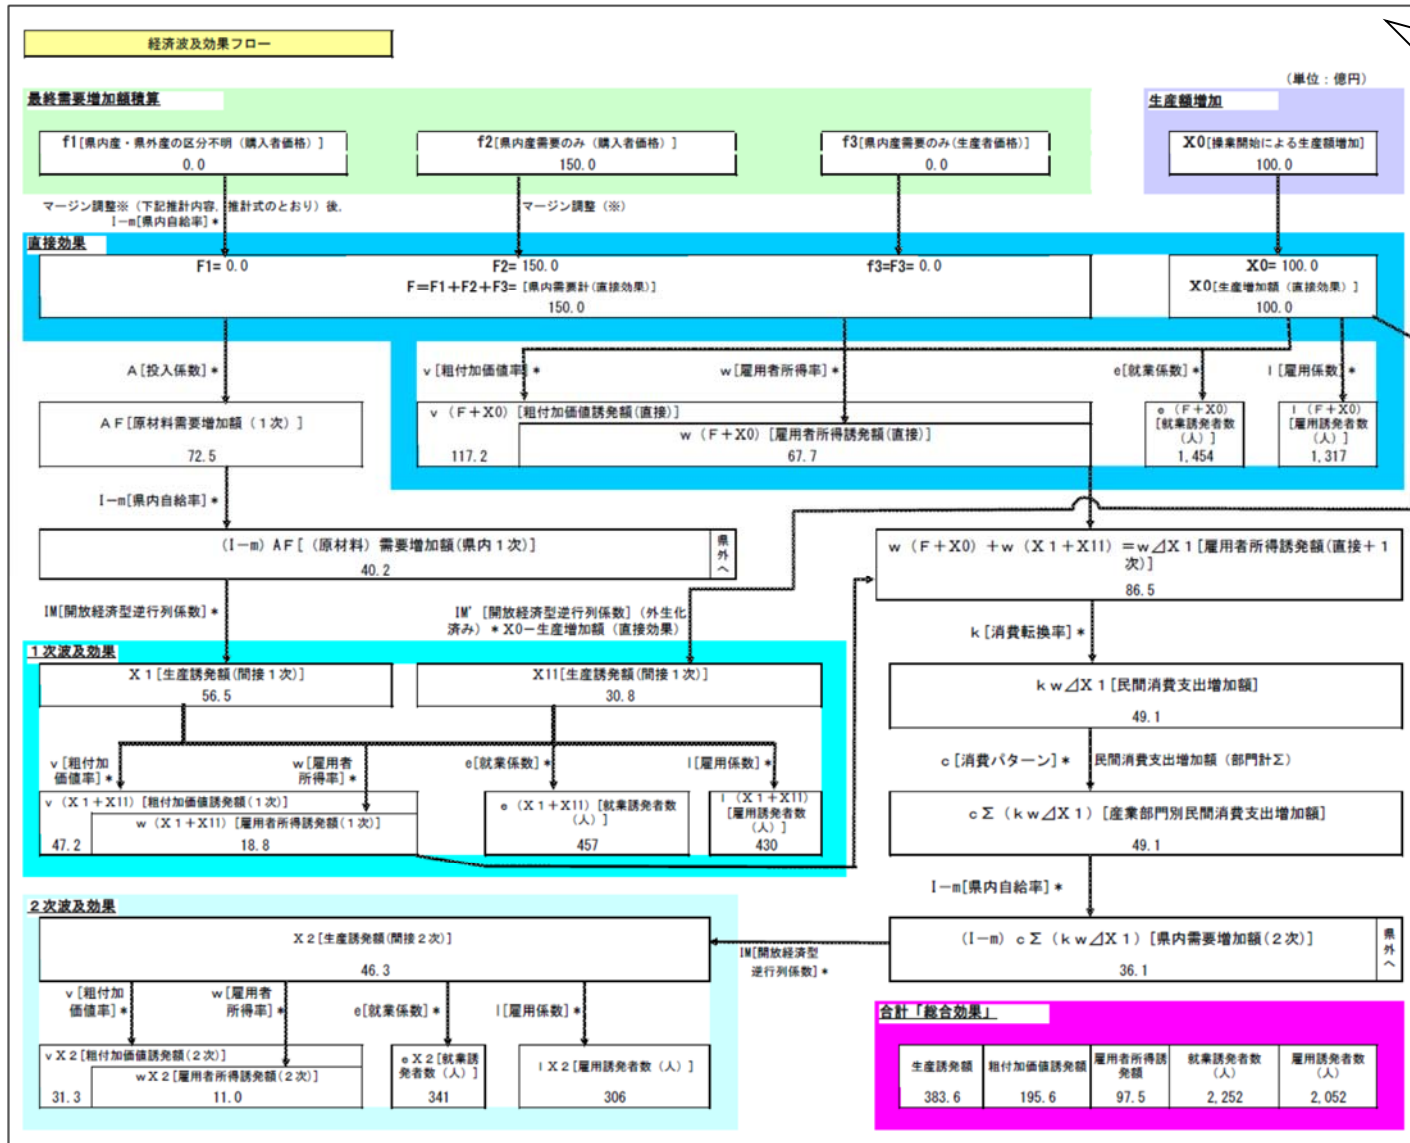 経済波及効果フロー
(単位：億円)
最終需要増加額積算
生産額増加
f1[県内産・県外産の区分不明（購入者価格）]
0.0
f2[県内産需要のみ（購入者価格）]
150.0
f3[県内産需要のみ(生産者価格)]
0.0
X0[操業開始による生産額増加]
100.0
マージン調整※（下記推計内容、推計式のとおり）後、
I－m[県内自給率]＊
マージン調整（※）
直接効果
F1= 0.0
F2= 150.0
f3=F3= 0.0
F＝F1＋F2＋F3= [県内需要計(直接効果)]
150.0
X0= 100.0
X0[生産増加額（直接効果）]
100.0
A[投入係数]＊
v[粗付加価値率]＊
w[雇用者所得率]＊
e[就業係数]＊
l[雇用係数]＊
AF[原材料需要増加額（1次）]
72.5
v（F＋X0）[粗付加価値誘発額(直接)]
117.2
w（F＋X0）[雇用者所得誘発額(直接)]
67.7
e（F＋X0）
[就業誘発者数
（人）]
1,454
l（F＋X0）
[雇用誘発者数
（人）]
1,317
I－m[県内自給率]＊
(I－m) AF[（原材料）需要増加額(県内1次)]
40.2
県外へ
w（F＋X0）＋w（X1＋X11）＝w⊿X1[雇用者所得誘発額(直接＋1
次)]
86.5
IM[開放経済型逆行列係数]＊
IM'[開放経済型逆行列係数]（外生化
済み）＊X0－生産増加額（直接効果）
k[消費転換率]＊
1次波及効果
X1[生産誘発額(間接1次)]
56.5
X11[生産誘発額(間接1次)]
30.8
kw⊿X1[民間消費支出増加額]
49.1
v[粗付加
価値率]＊
w[雇用者
所得率]＊
e[就業係数]＊
l[雇用係数]＊
c[消費パターン]＊
民間消費支出増加額（部門計Σ）
v（X1＋X11）[粗付加価値誘発額(1次)]
47.2
w（X1＋X11）[雇用者所得誘発額(1次)]
18.8
e（X1＋X11）[就業誘発者数
（人）]
457
l（X1＋X11）
[雇用誘発者数
（人）]
430
cΣ（kw⊿X1）[産業部門別民間消費支出増加額]
49.1
I－m[県内自給率]＊
2次波及効果
X2[生産誘発額(間接2次)]
46.3
IM[開放経済型
逆行列係数]＊
(I－m) cΣ（kw⊿X1）[県内需要増加額(2次)]
36.1
県外へ
v[粗付加
価値率]＊
w[雇用者
所得率]＊
e[就業係数]＊
l[雇用係数]＊
vX2[粗付加価値誘発額(2次)]
31.3
wX2[雇用者所得誘発額(2次)]
11.0
eX2[就業誘
発者数（人）]
341
lX2[雇用誘発者数（人）]
306
合計「総合効果」
生産誘発額
粗付加価値誘発額
雇用者所得誘
発額
就業誘発者数
（人）
雇用誘発者数
（人）
383.6
195.6
97.5
2,252
2,052